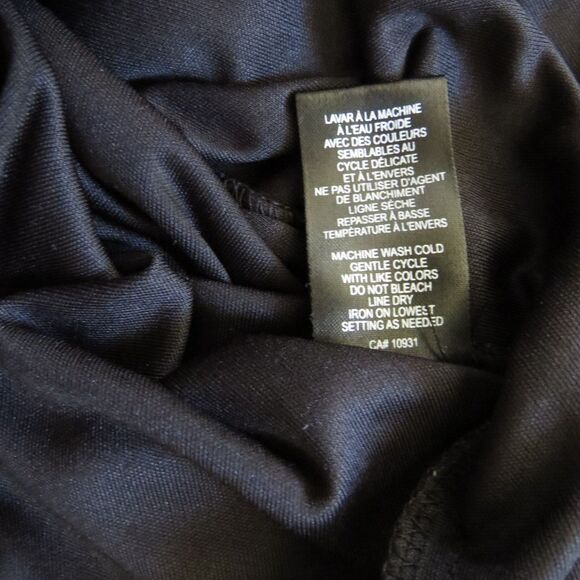 LAVAR À LA MACHINE
À L'EAU FROIDE
AVEC DES COULEURS
SEMBLABLES AU
CYCLE DÉLICATE
ET À L'ENVERS
NE PAS UTILISER D'AGENT
DE BLANCHIMENT
LIGNE SÈCHE
REPASSER À BASSE
TEMPÉRATURE À L'ENVERS
MACHINE WASH COLD
GENTLE CYCLE
WITH LIKE COLORS
DO NOT BLEACH
LINE DRY
IRON ON LOWEST
SETTING AS NEEDED
CA# 10931